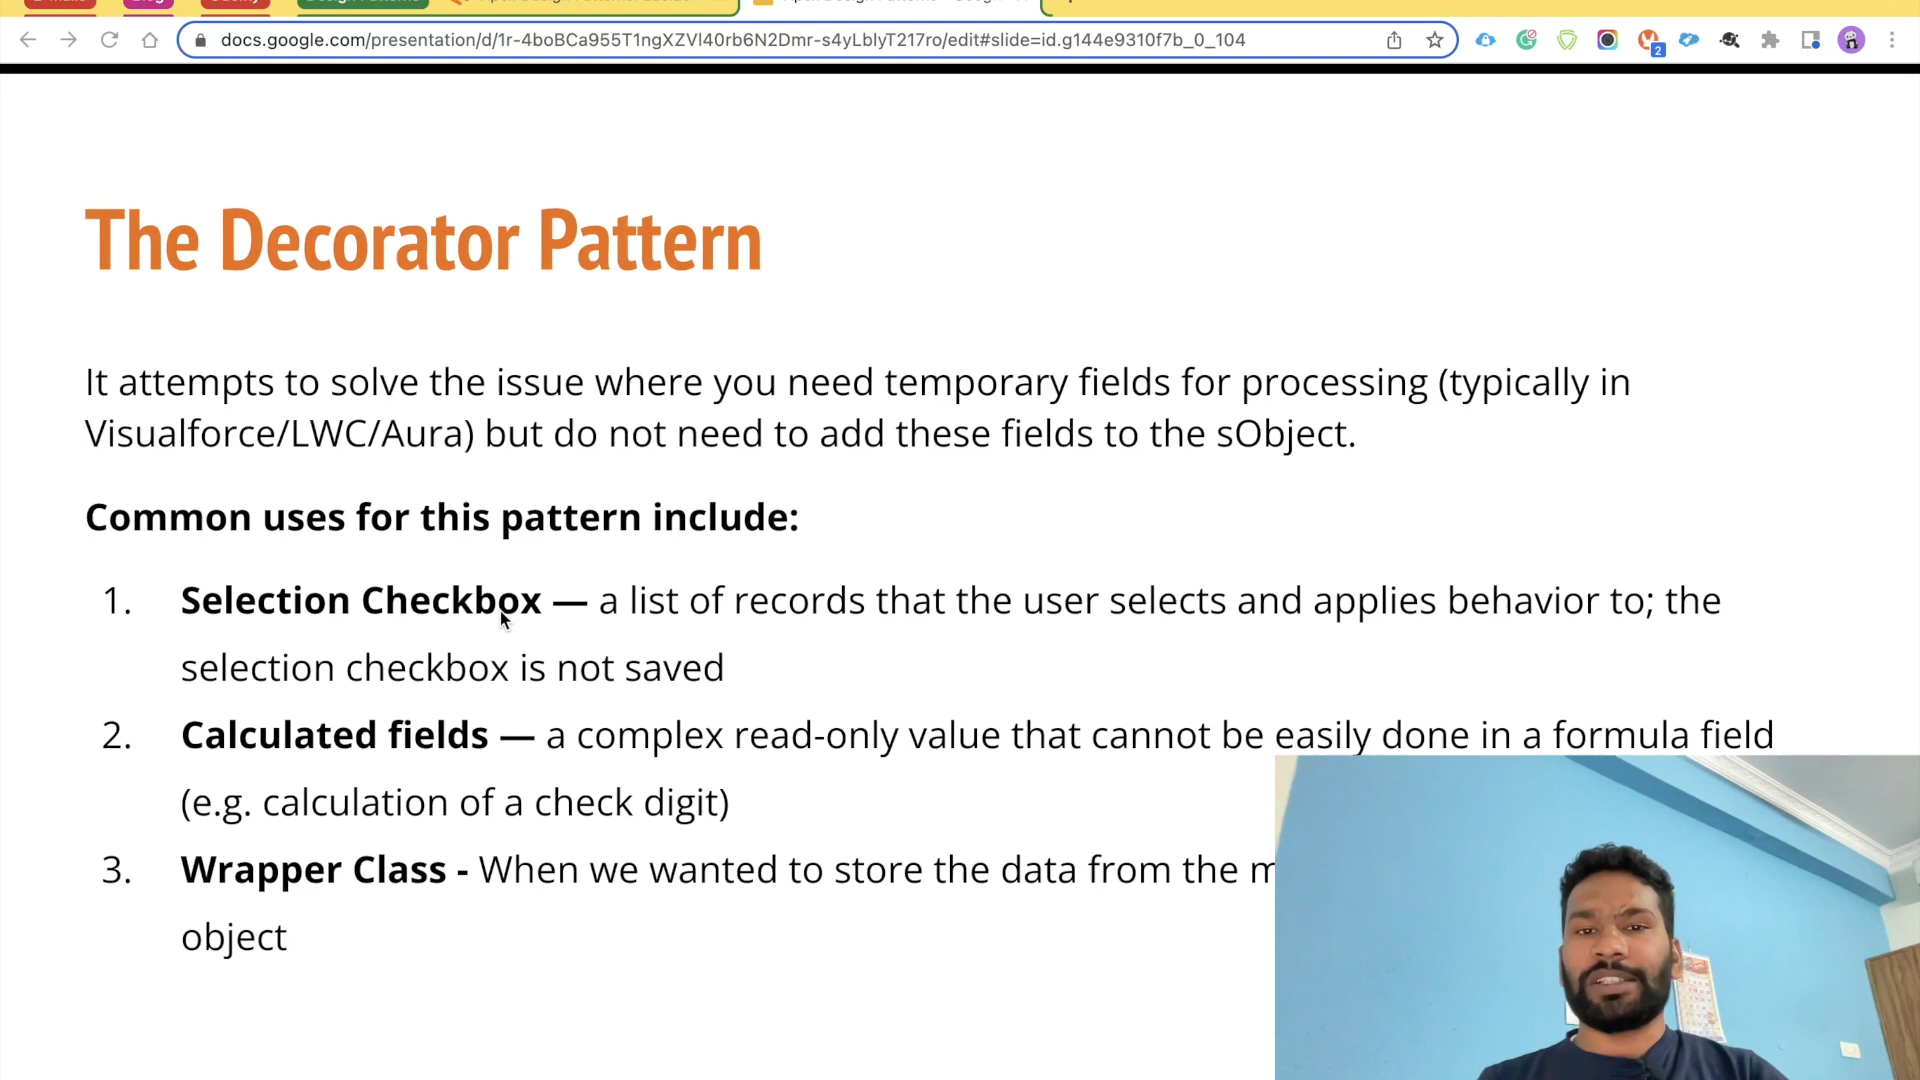 docs.google.com/presentation/d/1r-4boBCa955T1ngXZVl40rb6N2Dmr-s4yLblyT217ro/edit#slide=id.g144e9310f7b_0_104
2
The Decorator Pattern
It attempts to solve the issue where you need temporary fields for processing (typically in
Visualforce/LWC/Aura) but do not need to add these fields to the sObject.
Common uses for this pattern include:
1. Selection Checkbox — a list of records that the user selects and applies behavior to; the
selection checkbox is not saved
2. Calculated fields — a complex read-only value that cannot be easily done in a formula field
(e.g. calculation of a check digit)
3. Wrapper Class - When we wanted to store the data from the
object